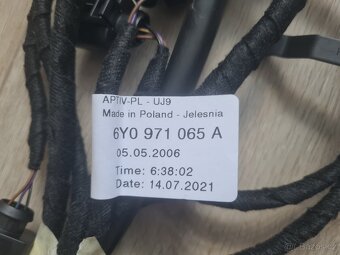 APTIV-PL - UJ9
Made in Poland - Jelesnia
6Y0 971 065 A
05.05.2006
Time: 6:38:02
Date: 14.07.2021